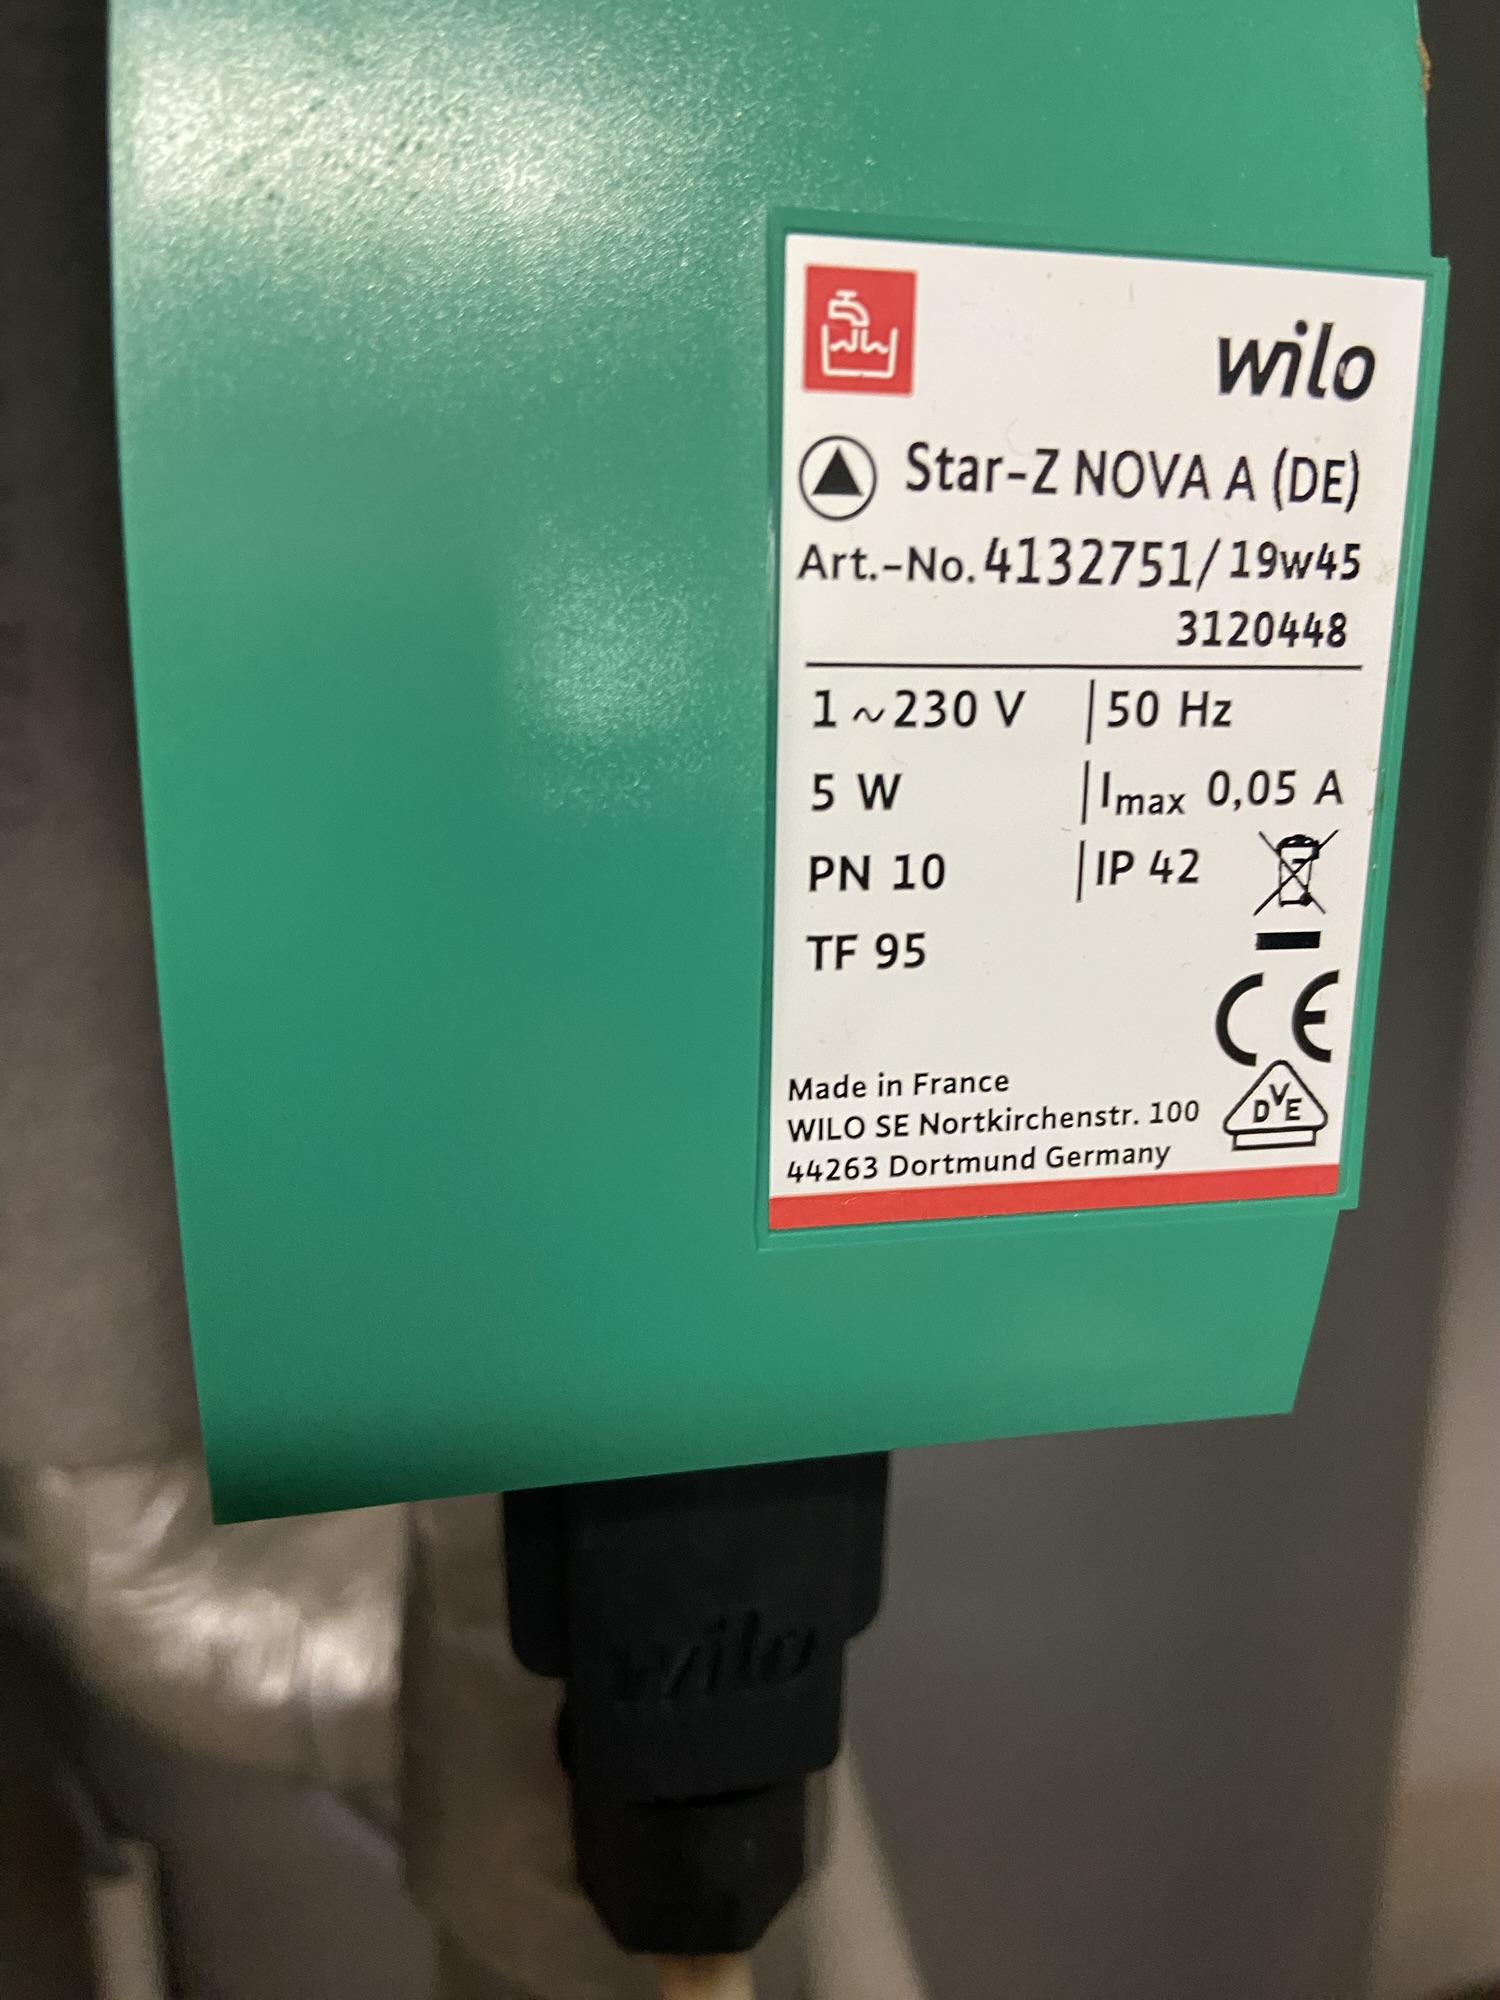 wilo
Star-Z NOVA A (DE)
Art.-No. 4132751/19w45
3120448
1~230 V | 50 Hz
5 W | Imax 0,05 A
PN 10 | IP 42
TF 95
CE
Made in France
WILO SE Nortkirchenstr. 100
DVE
44263 Dortmund Germany
wilo